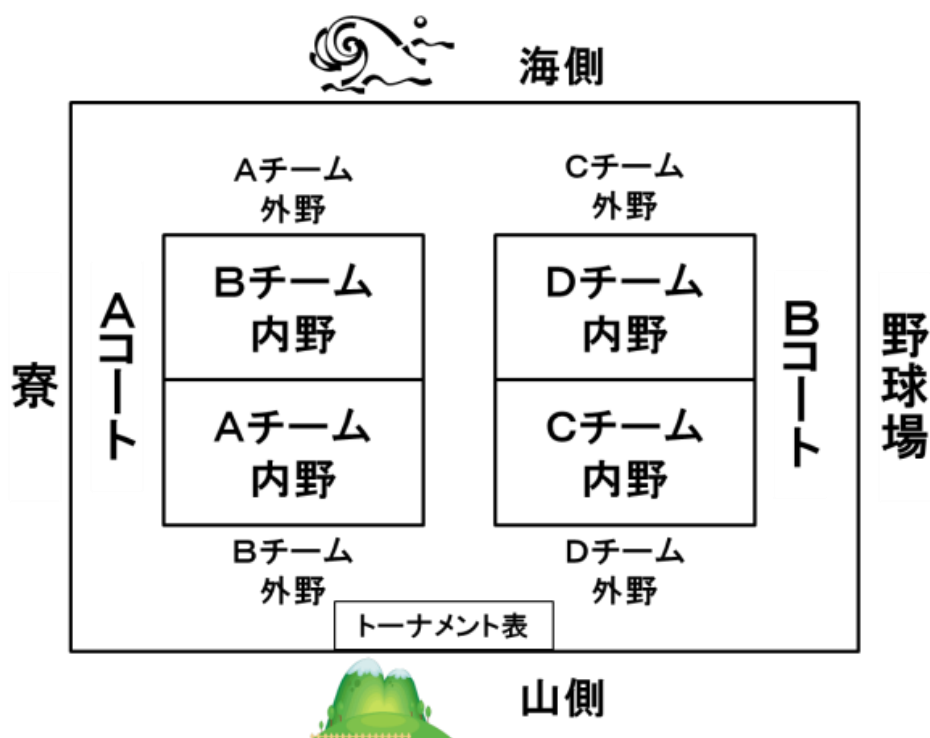 海側
Aチーム
外野
Cチーム
外野
Bチーム
内野
Dチーム
内野
寮
Aコート
Bコート
野球場
Aチーム
内野
Cチーム
内野
Bチーム
外野
Dチーム
外野
トーナメント表
山側